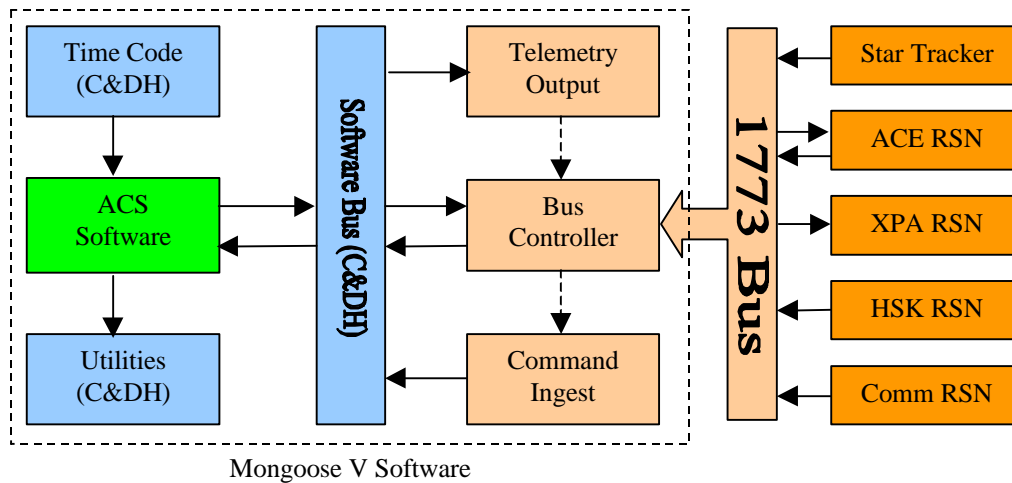 Time Code
(C&DH)
ACS
Software
Utilities
(C&DH)
Software Bus (C&DH)
Telemetry
Output
Bus
Controller
Command
Ingest
1773 Bus
Star Tracker
ACE RSN
XPA RSN
HSK RSN
Comm RSN
Mongoose V Software